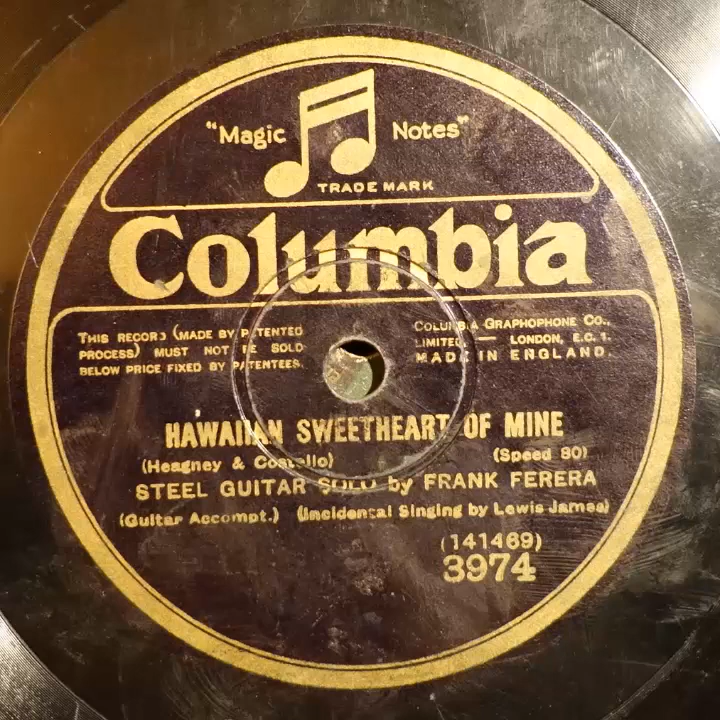 "Magic Notes"
TRADE MARK
Columbia
THIS RECORD (MADE BY PATENTED
PROCESS) MUST NOT BE SOLD
BELOW PRICE FIXED BY PATENTEES.
COLUMBIA GRAPHOPHONE CO.,
LIMITED — LONDON, E.C.1.
MADE IN ENGLAND.
HAWAIIAN SWEETHEART OF MINE
(Heagney & Costello) (Speed 80)
STEEL GUITAR SOLO by FRANK FERERA
(Guitar Accompt.) (Incidental Singing by Lewis James)
(141469)
3974